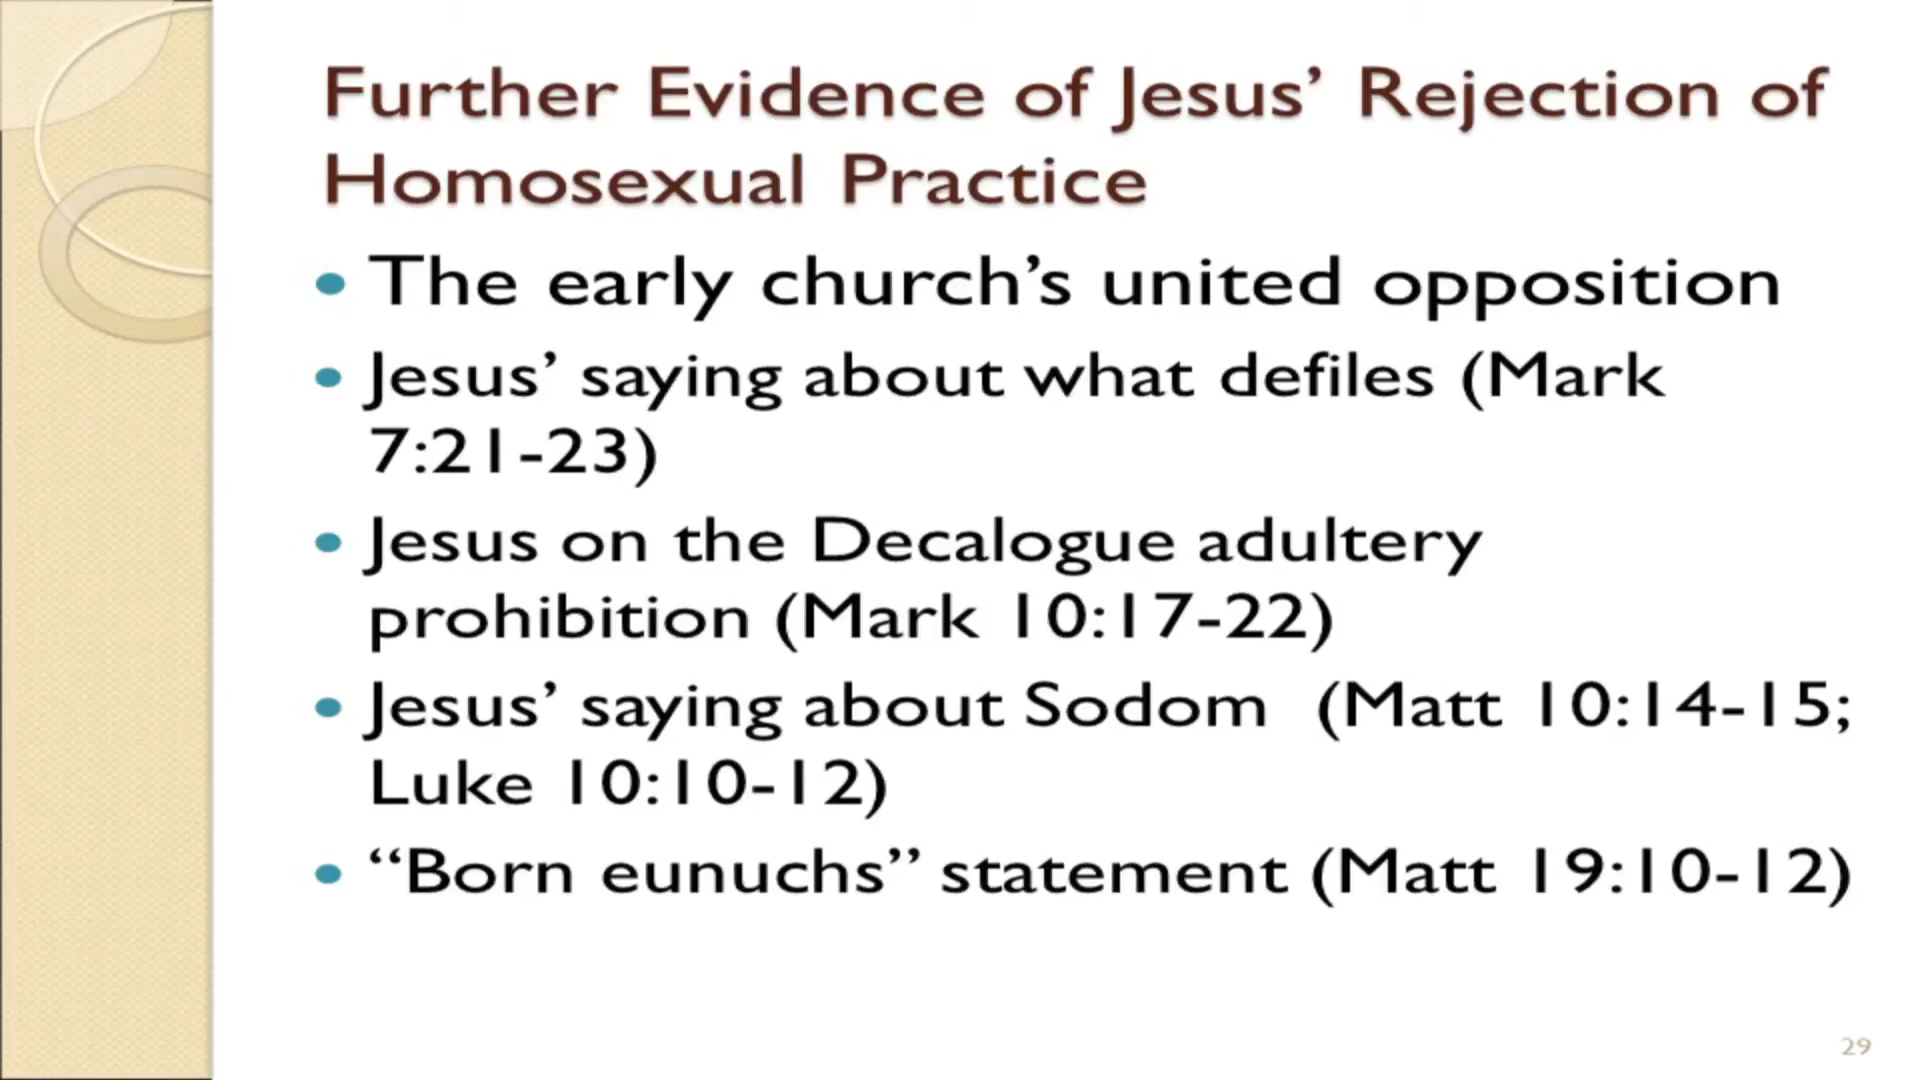 Further Evidence of Jesus’ Rejection of
Homosexual Practice
• The early church’s united opposition
• Jesus’ saying about what defiles (Mark
7:21-23)
• Jesus on the Decalogue adultery
prohibition (Mark 10:17-22)
• Jesus’ saying about Sodom (Matt 10:14-15;
Luke 10:10-12)
• “Born eunuchs” statement (Matt 19:10-12)
29